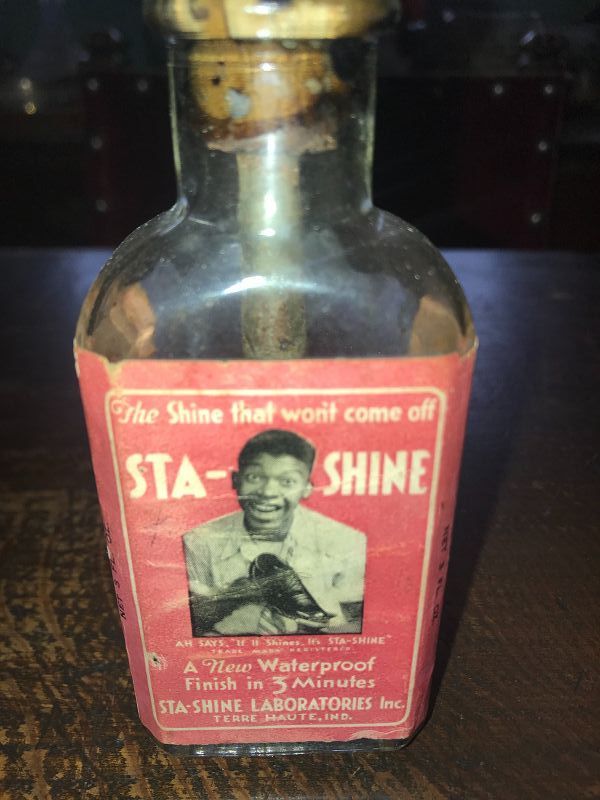 The Shine that won't come off
STA-SHINE
AH SAYS, "If It Shines, It's STA-SHINE"
TRADE MARK REGISTERED
A New Waterproof
Finish in 3 Minutes
STA-SHINE LABORATORIES Inc.
TERRE HAUTE, IND.